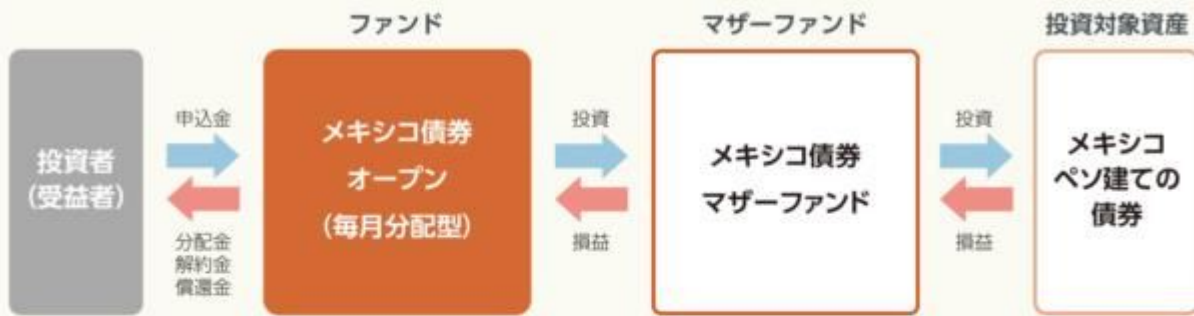 ファンド
マザーファンド
投資対象資産
投資者
(受益者)
申込金
分配金
解約金
償還金
メキシコ債券
オープン
(毎月分配型)
投資
損益
メキシコ債券
マザーファンド
投資
損益
メキシコ
ペソ建ての
債券